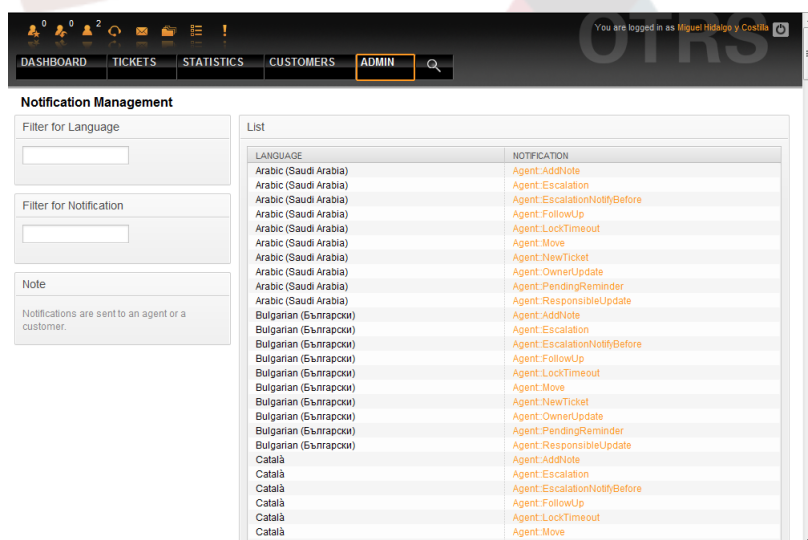 0 0 2
You are logged in as Miguel Hidalgo y Costilla
OTRS
DASHBOARD TICKETS STATISTICS CUSTOMERS ADMIN
Notification Management
Filter for Language
Filter for Notification
Note
Notifications are sent to an agent or a
customer.
List
LANGUAGE NOTIFICATION
Arabic (Saudi Arabia) Agent::AddNote
Arabic (Saudi Arabia) Agent::Escalation
Arabic (Saudi Arabia) Agent::EscalationNotifyBefore
Arabic (Saudi Arabia) Agent::FollowUp
Arabic (Saudi Arabia) Agent::LockTimeout
Arabic (Saudi Arabia) Agent::Move
Arabic (Saudi Arabia) Agent::NewTicket
Arabic (Saudi Arabia) Agent::OwnerUpdate
Arabic (Saudi Arabia) Agent::PendingReminder
Arabic (Saudi Arabia) Agent::ResponsibleUpdate
Bulgarian (Български) Agent::AddNote
Bulgarian (Български) Agent::Escalation
Bulgarian (Български) Agent::EscalationNotifyBefore
Bulgarian (Български) Agent::FollowUp
Bulgarian (Български) Agent::LockTimeout
Bulgarian (Български) Agent::Move
Bulgarian (Български) Agent::NewTicket
Bulgarian (Български) Agent::OwnerUpdate
Bulgarian (Български) Agent::PendingReminder
Bulgarian (Български) Agent::ResponsibleUpdate
Català Agent::AddNote
Català Agent::Escalation
Català Agent::EscalationNotifyBefore
Català Agent::FollowUp
Català Agent::LockTimeout
Català Agent::Move